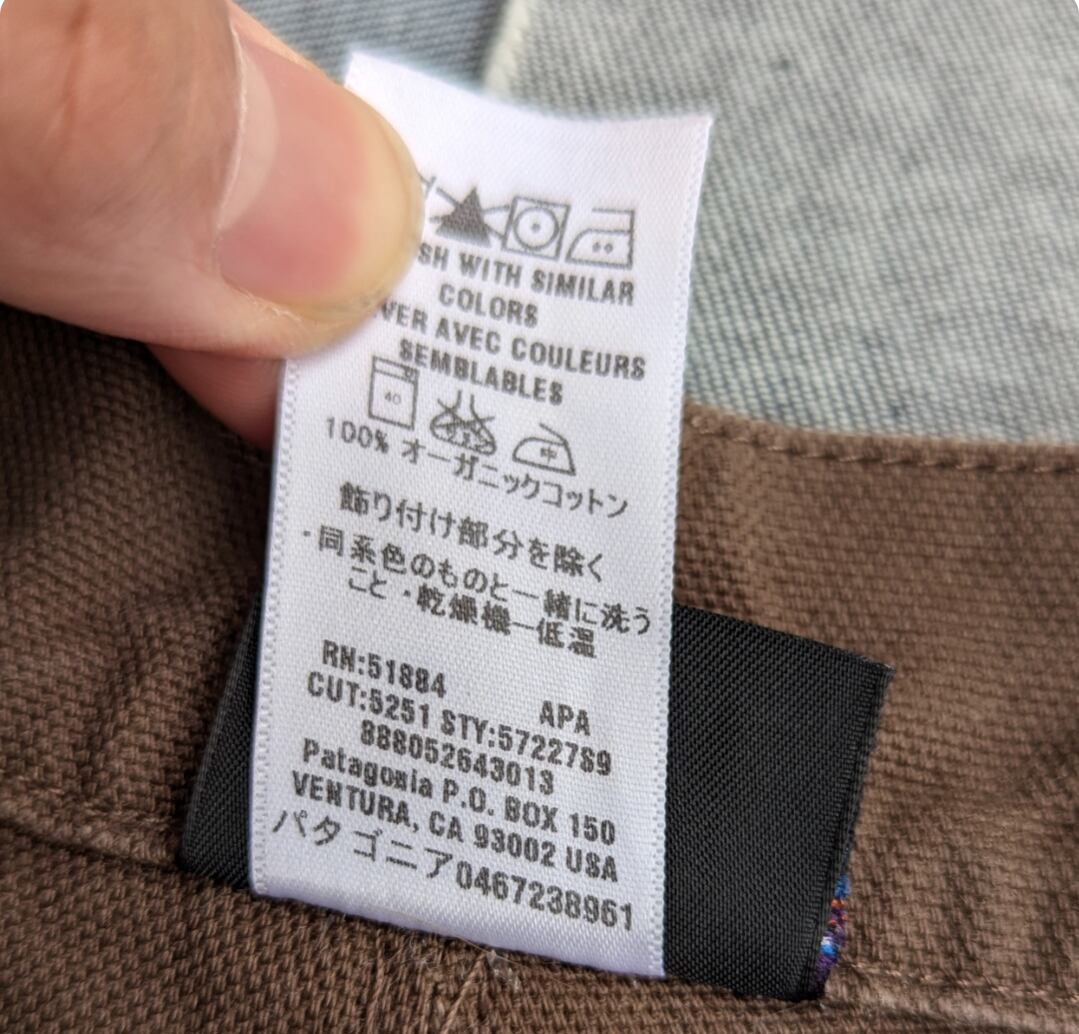 SH WITH SIMILAR
COLORS
VER AVEC COULEURS
SEMBLABLES
40
中
100% オーガニックコットン
飾り付け部分を除く
・同系色のものと一緒に洗う
こと・乾燥機ー低温
RN:51884
APA
CUT:5251 STY:57227S9
888052643013
Patagonia P.O. BOX 150
VENTURA, CA 93002 USA
パタゴニア0467238961